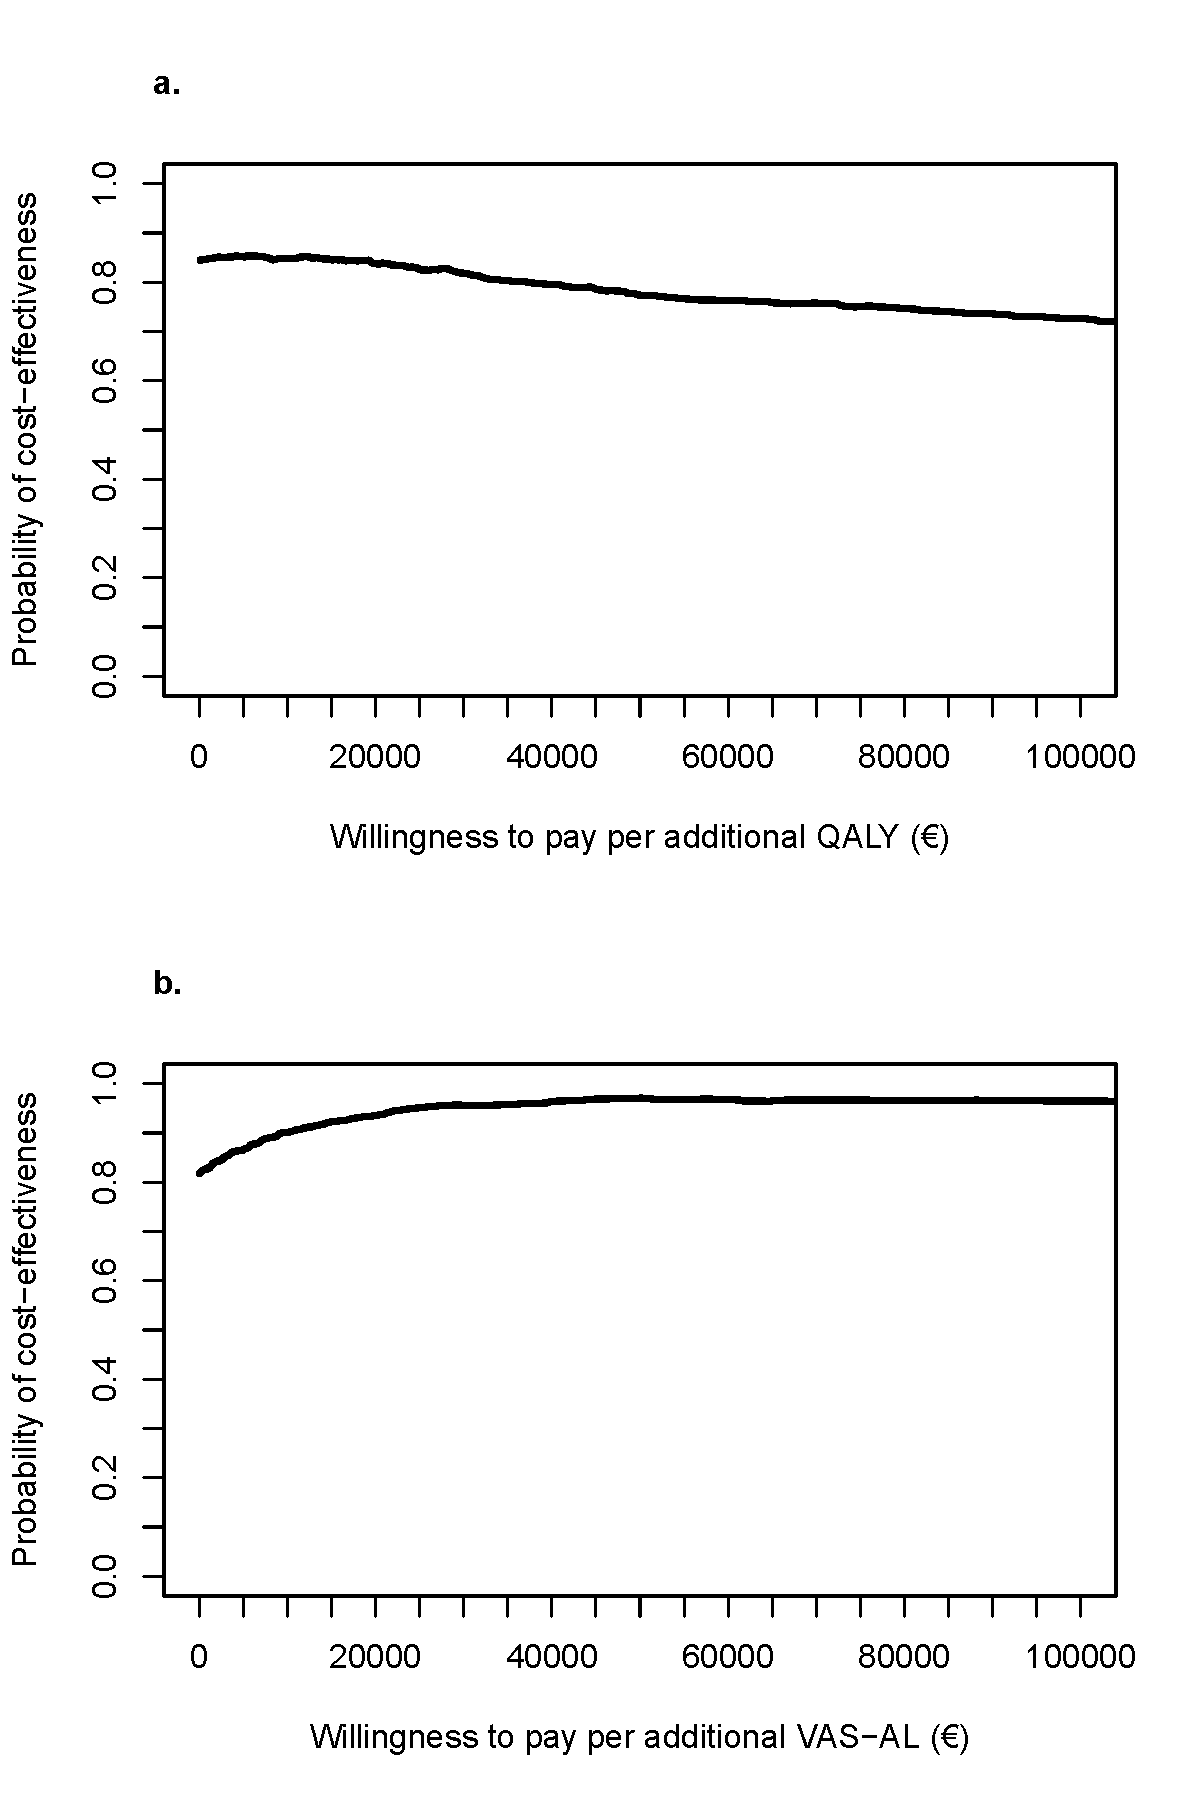 a.
Probability of cost−effectiveness
1.0
0.8
0.6
0.4
0.2
0.0
0 20000 40000 60000 80000 100000
Willingness to pay per additional QALY (€)
b.
Probability of cost−effectiveness
1.0
0.8
0.6
0.4
0.2
0.0
0 20000 40000 60000 80000 100000
Willingness to pay per additional VAS−AL (€)